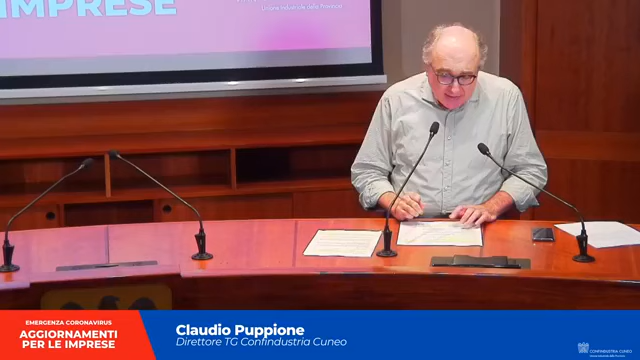 IMPRESE
Unione Industriale della Provincia
EMERGENZA CORONAVIRUS
AGGIORNAMENTI
PER LE IMPRESE
Claudio Puppione
Direttore TG Confindustria Cuneo
CONFINDUSTRIA CUNEO